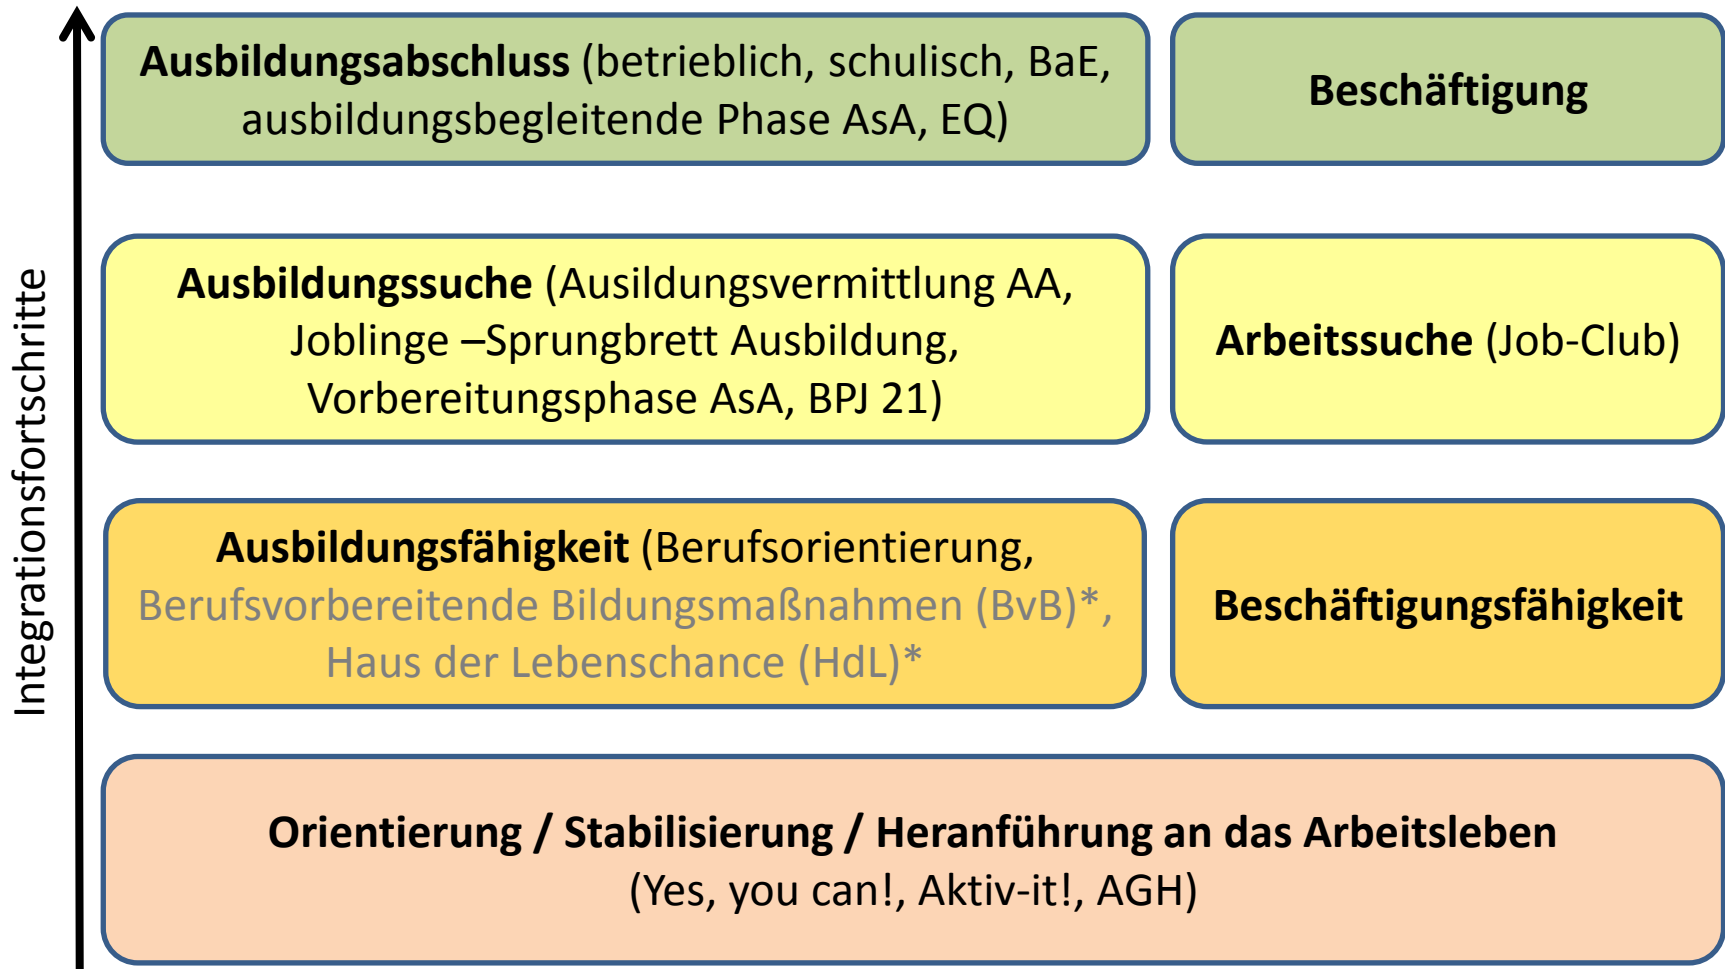 Integrationsfortschritte
Ausbildungsabschluss (betrieblich, schulisch, BaE,
ausbildungsbegleitende Phase AsA, EQ)
Beschäftigung
Ausbildungssuche (Ausildungsvermittlung AA,
Joblinge –Sprungbrett Ausbildung,
Vorbereitungsphase AsA, BPJ 21)
Arbeitssuche (Job-Club)
Ausbildungsfähigkeit (Berufsorientierung,
Berufsvorbereitende Bildungsmaßnahmen (BvB)*,
Haus der Lebenschance (HdL)*
Beschäftigungsfähigkeit
Orientierung / Stabilisierung / Heranführung an das Arbeitsleben
(Yes, you can!, Aktiv-it!, AGH)